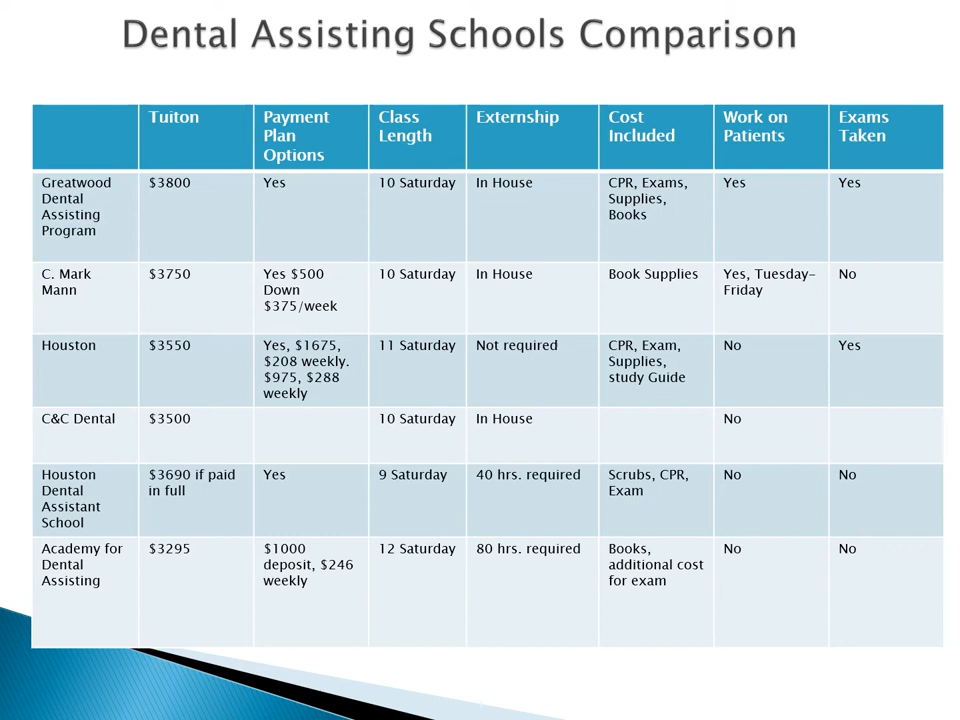 Dental Assisting Schools Comparison
Tuiton
Payment
Plan
Options
Class
Length
Externship
Cost
Included
Work on
Patients
Exams
Taken
Greatwood
Dental
Assisting
Program
$3800
Yes
10 Saturday
In House
CPR, Exams,
Supplies,
Books
Yes
Yes
C. Mark
Mann
$3750
Yes $500
Down
$375/week
10 Saturday
In House
Book Supplies
Yes, Tuesday-
Friday
No
Houston
$3550
Yes, $1675,
$208 weekly.
$975, $288
weekly
11 Saturday
Not required
CPR, Exam,
Supplies,
study Guide
No
Yes
C&C Dental
$3500
10 Saturday
In House
No
Houston
Dental
Assistant
School
$3690 if paid
in full
Yes
9 Saturday
40 hrs. required
Scrubs, CPR,
Exam
No
No
Academy for
Dental
Assisting
$3295
$1000
deposit, $246
weekly
12 Saturday
80 hrs. required
Books,
additional cost
for exam
No
No